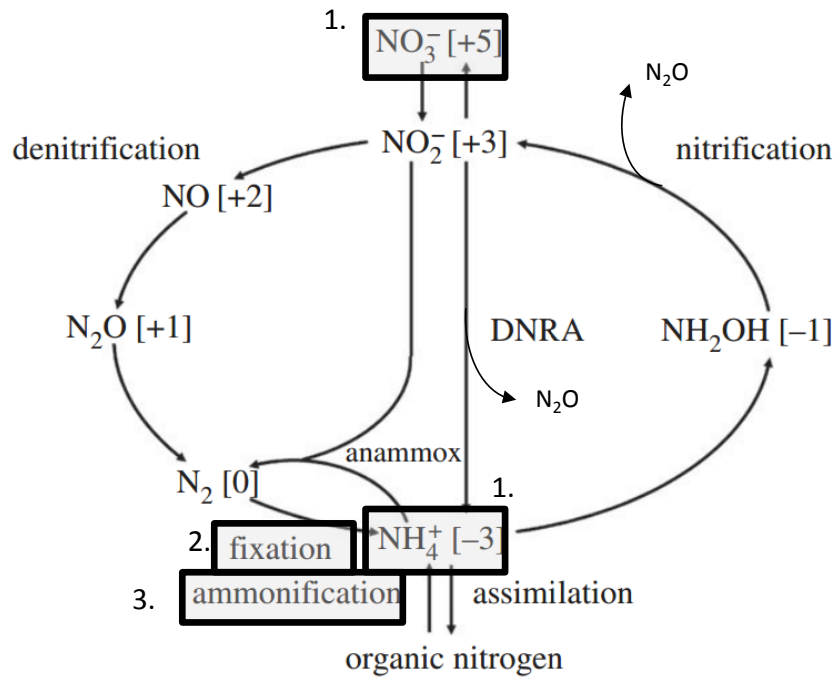 1.
NO₃⁻ [+5]
N₂O
denitrification
NO₂⁻ [+3]
nitrification
NO [+2]
N₂O [+1]
DNRA
NH₂OH [–1]
N₂O
anammox
N₂ [0]
1.
2.
fixation
NH₄⁺ [–3]
3.
ammonification
assimilation
organic nitrogen